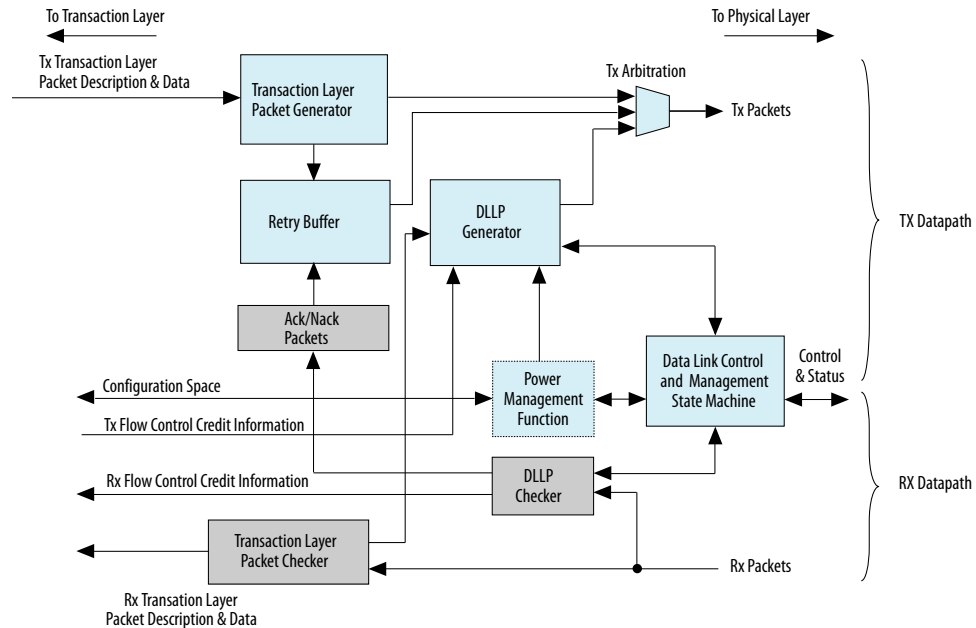 To Transaction Layer
To Physical Layer
Tx Transaction Layer
Packet Description & Data
Transaction Layer
Packet Generator
Tx Arbitration
Tx Packets
Retry Buffer
DLLP
Generator
TX Datapath
Ack/Nack
Packets
Configuration Space
Power
Management
Function
Data Link Control
and Management
State Machine
Control
& Status
Tx Flow Control Credit Information
Rx Flow Control Credit Information
DLLP
Checker
RX Datapath
Transaction Layer
Packet Checker
Rx Packets
Rx Transation Layer
Packet Description & Data